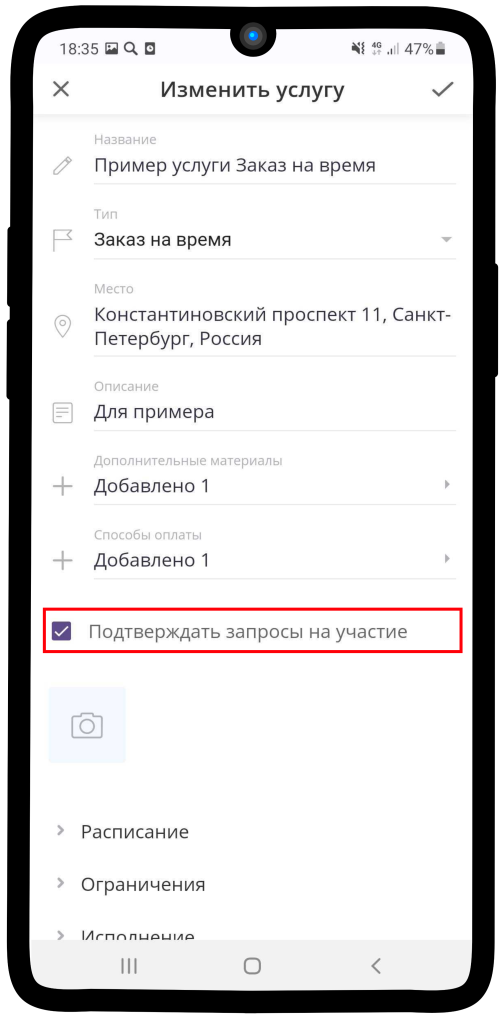 18:35 4G 47%
Изменить услугу
Название
Пример услуги Заказ на время
Тип
Заказ на время
Место
Константиновский проспект 11, Санкт-
Петербург, Россия
Описание
Для примера
Дополнительные материалы
Добавлено 1
Способы оплаты
Добавлено 1
Подтверждать запросы на участие
Расписание
Ограничения
Исполнение